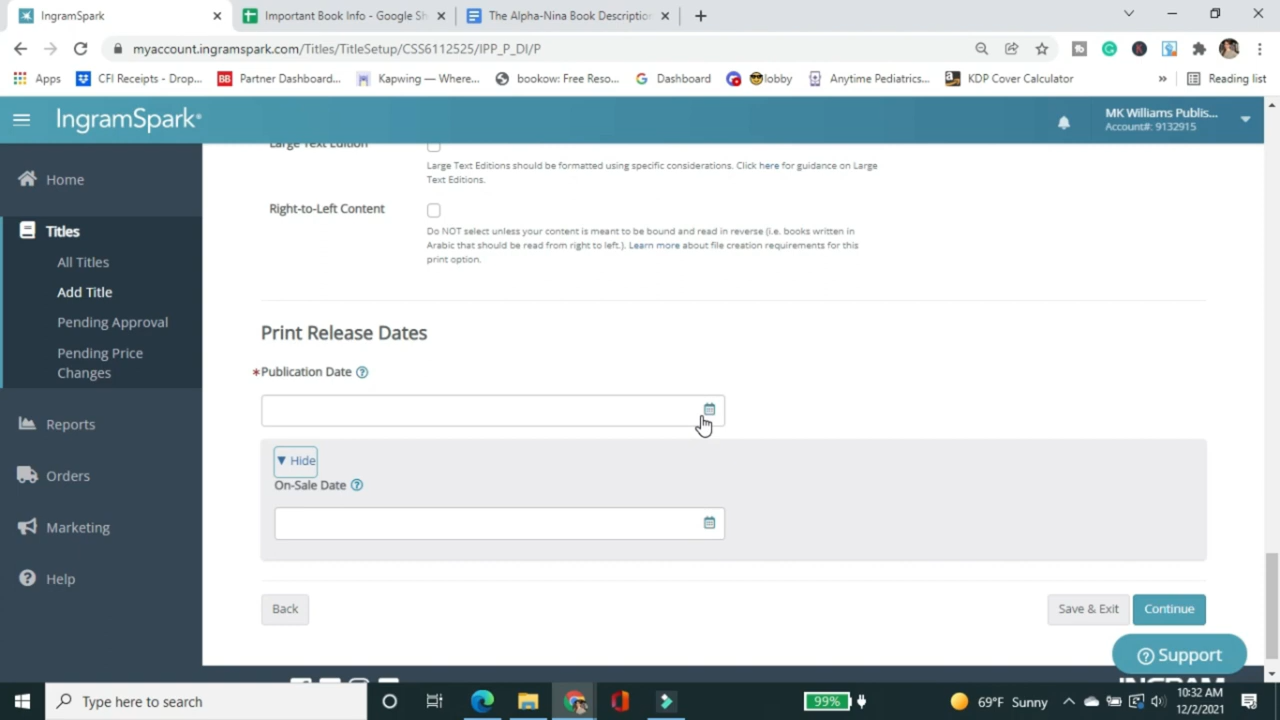 IngramSpark
Important Book Info - Google Sh
The Alpha-Nina Book Description
myaccount.ingramspark.com/Titles/TitleSetup/CSS6112525/IPP_P_DI/P
Apps
CFI Receipts - Drop...
BB
Partner Dashboard...
Kapwing — Where...
bookow: Free Reso...
Dashboard
lobby
Anytime Pediatrics...
KDP Cover Calculator
»
Reading list
IngramSpark®
MK Williams Publis...
Account#: 9132915
Home
Titles
All Titles
Add Title
Pending Approval
Pending Price
Changes
Reports
Orders
Marketing
Help
Large Text Edition
Large Text Editions should be formatted using specific considerations. Click here for guidance on Large
Text Editions.
Right-to-Left Content
Do NOT select unless your content is meant to be bound and read in reverse (i.e. books written in
Arabic that should be read from right to left.). Learn more about file creation requirements for this
print option.
Print Release Dates
*Publication Date
Hide
On-Sale Date
Back
Save & Exit
Continue
Support
Type here to search
99%
69°F Sunny
10:32 AM
12/2/2021